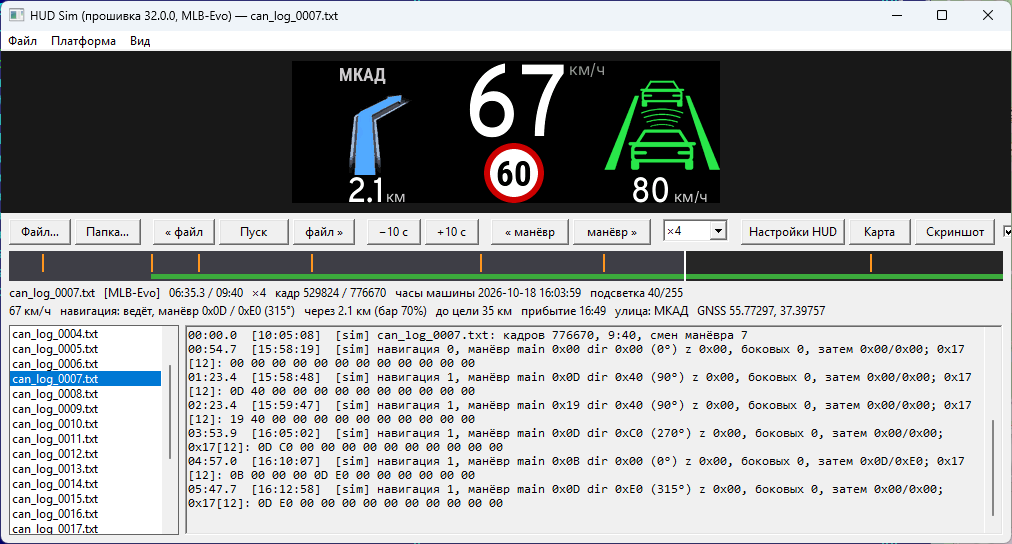 HUD Sim (прошивка 32.0.0, MLB-Evo) — can_log_0007.txt
Файл Платформа Вид
МКАД
67 км/ч
60
2.1 км
80 км/ч
Файл... Папка... « файл Пуск файл » −10 с +10 с « манёвр манёвр » ×4 Настройки HUD Карта Скриншот
can_log_0007.txt [MLB-Evo] 06:35.3 / 09:40 ×4 кадр 529824 / 776670 часы машины 2026-10-18 16:03:59 подсветка 40/255
67 км/ч навигация: ведёт, манёвр 0x0D / 0xE0 (315°) через 2.1 км (бар 70%) до цели 35 км прибытие 16:49 улица: МКАД GNSS 55.77297, 37.39757
can_log_0004.txt
can_log_0005.txt
can_log_0006.txt
can_log_0007.txt
can_log_0008.txt
can_log_0009.txt
can_log_0010.txt
can_log_0011.txt
can_log_0012.txt
can_log_0013.txt
can_log_0014.txt
can_log_0015.txt
can_log_0016.txt
can_log_0017.txt
00:00.0 [10:05:08] [sim] can_log_0007.txt: кадров 776670, 9:40, смен манёвра 7
00:54.7 [15:58:19] [sim] навигация 0, манёвр main 0x00 dir 0x00 (0°) z 0x00, боковых 0, затем 0x00/0x00; 0x17
[12]: 00 00 00 00 00 00 00 00 00 00 00 00
01:23.4 [15:58:48] [sim] навигация 1, манёвр main 0x0D dir 0x40 (90°) z 0x00, боковых 0, затем 0x00/0x00; 0x17
[12]: 0D 40 00 00 00 00 00 00 00 00 00 00
02:23.4 [15:59:47] [sim] навигация 1, манёвр main 0x19 dir 0x40 (90°) z 0x00, боковых 0, затем 0x00/0x00; 0x17
[12]: 19 40 00 00 00 00 00 00 00 00 00 00
03:53.9 [16:05:02] [sim] навигация 1, манёвр main 0x0D dir 0xC0 (270°) z 0x00, боковых 0, затем 0x00/0x00;
0x17[12]: 0D C0 00 00 00 00 00 00 00 00 00 00
04:57.0 [16:10:07] [sim] навигация 1, манёвр main 0x0B dir 0x00 (0°) z 0x00, боковых 0, затем 0x0D/0xE0; 0x17
[12]: 0B 00 00 00 0D E0 00 00 00 00 00 00
05:47.7 [16:12:58] [sim] навигация 1, манёвр main 0x0D dir 0xE0 (315°) z 0x00, боковых 0, затем 0x00/0x00;
0x17[12]: 0D E0 00 00 00 00 00 00 00 00 00 00